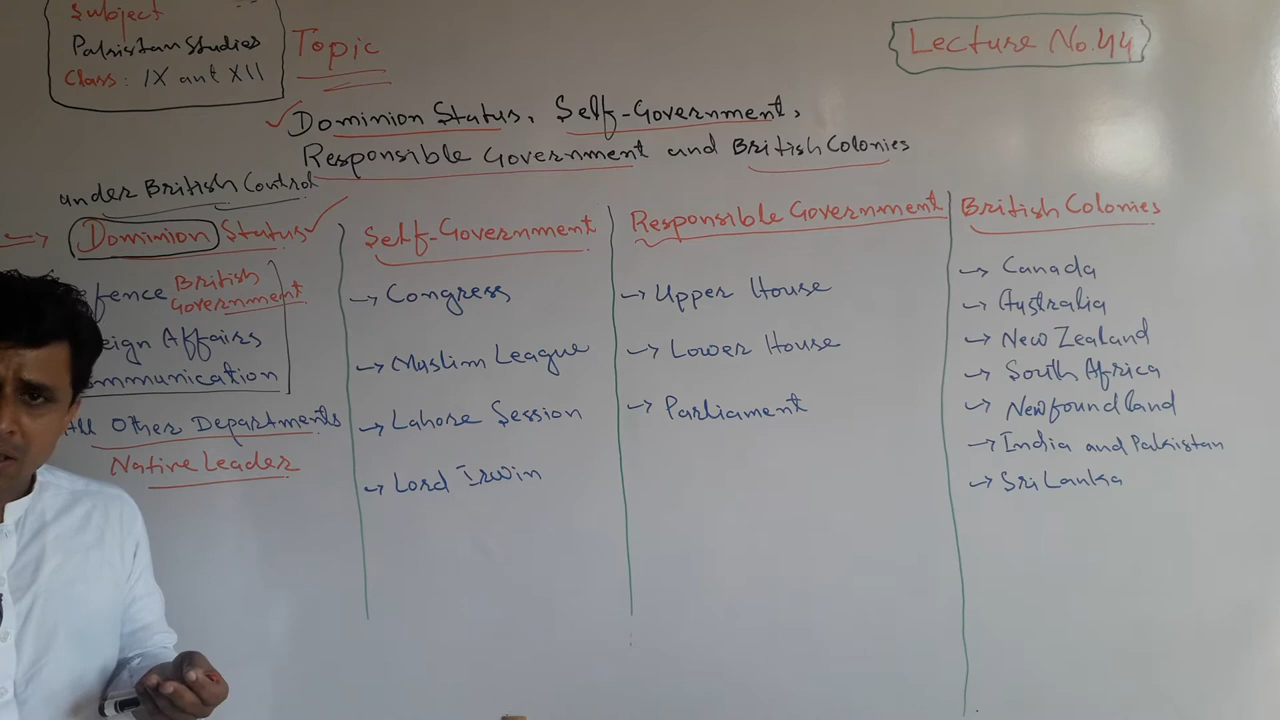 Subject
Pakistan Studies
Class: IX ant XII
Topic
Lecture No.44
Dominion Status, Self-Government,
Responsible Government and British Colonies
under British Control
Dominion Status
efence British
Government
eign Affairs
mmunication
All Other Departments
Native Leader
Self-Government
→ Congress
→ Muslim League
→ Lahore Session
→ Lord Irwin
Responsible Government
→ Upper House
→ Lower House
→ Parliament
British Colonies
→ Canada
→ Australia
→ New Zealand
→ South Africa
→ Newfoundland
→ India and Pakistan
→ Sri Lanka